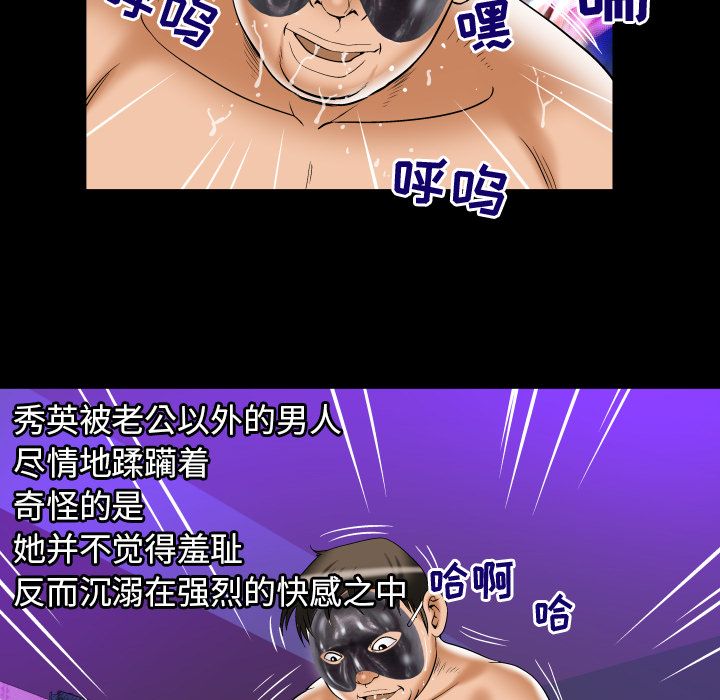 呼呜
嘿
喘
呼呜
秀英被老公以外的男人
尽情地蹂躏着
奇怪的是
她并不觉得羞耻
反而沉溺在强烈的快感之中
哈啊
哈